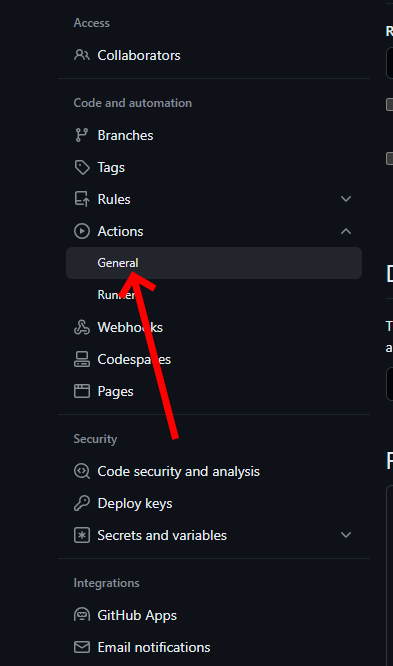 Access
Collaborators
Code and automation
Branches
Tags
Rules
Actions
General
Runners
Webhooks
Codespaces
Pages
Security
Code security and analysis
Deploy keys
Secrets and variables
Integrations
GitHub Apps
Email notifications